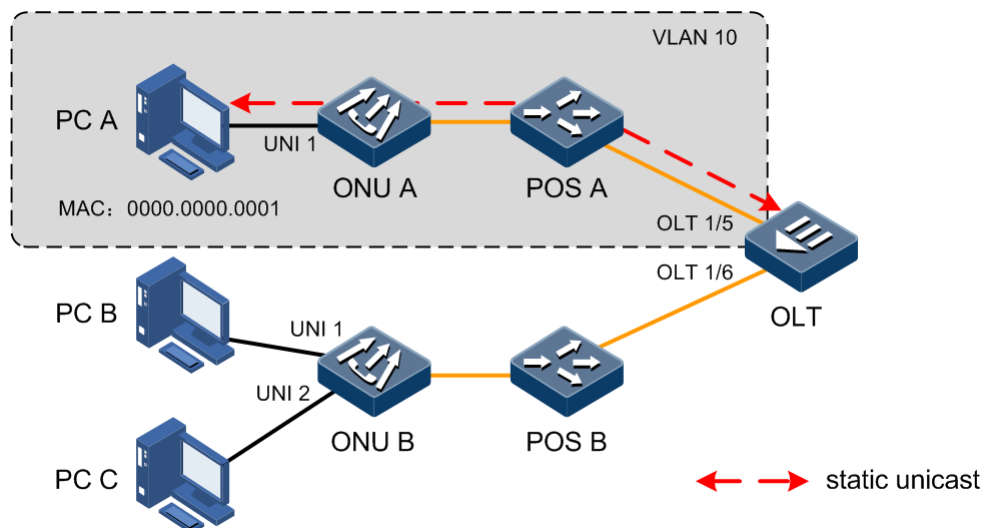 VLAN 10
PC A
UNI 1
ONU A
POS A
MAC：0000.0000.0001
OLT 1/5
OLT 1/6
OLT
PC B
UNI 1
UNI 2
ONU B
POS B
PC C
static unicast